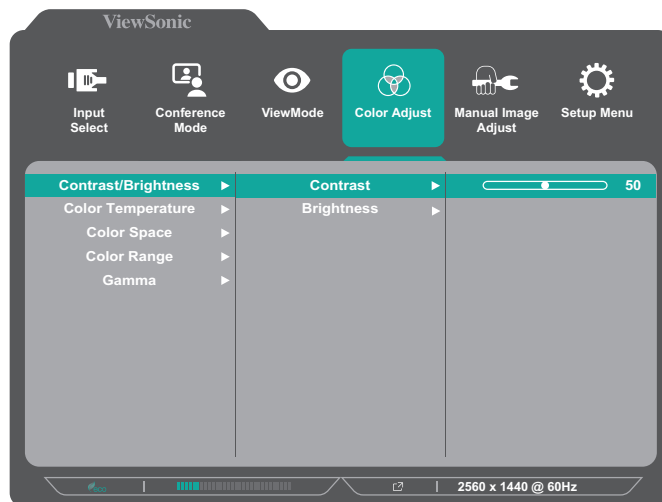 ViewSonic
Input Select
Conference Mode
ViewMode
Color Adjust
Manual Image Adjust
Setup Menu
Contrast/Brightness
Contrast
50
Color Temperature
Brightness
Color Space
Color Range
Gamma
eco
2560 x 1440 @ 60Hz